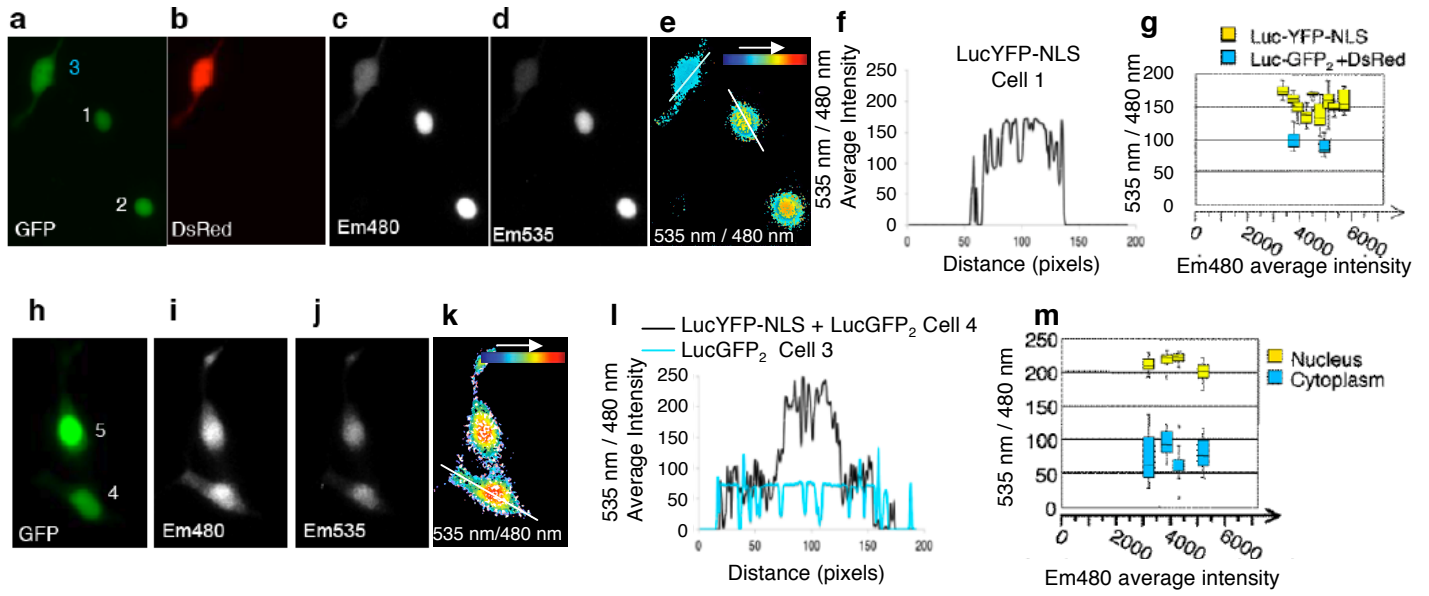 a
b
c
d
e
f
g
3
1
2
GFP
DsRed
Em480
Em535
535 nm / 480 nm
LucYFP-NLS
Cell 1
535 nm / 480 nm
Average Intensity
250
200
150
100
50
0
0 50 100 150 200
Distance (pixels)
Luc-YFP-NLS
Luc-GFP2+DsRed
535 nm / 480 nm
200
150
100
50
0
0 2000 4000 6000
Em480 average intensity
h
i
j
k
l
m
5
4
GFP
Em480
Em535
535 nm/480 nm
LucYFP-NLS + LucGFP2 Cell 4
LucGFP2 Cell 3
535 nm / 480 nm
Average Intensity
250
200
150
100
50
0
0 50 100 150 200
Distance (pixels)
Nucleus
Cytoplasm
535 nm / 480 nm
250
200
150
100
50
0
0 2000 4000 6000
Em480 average intensity